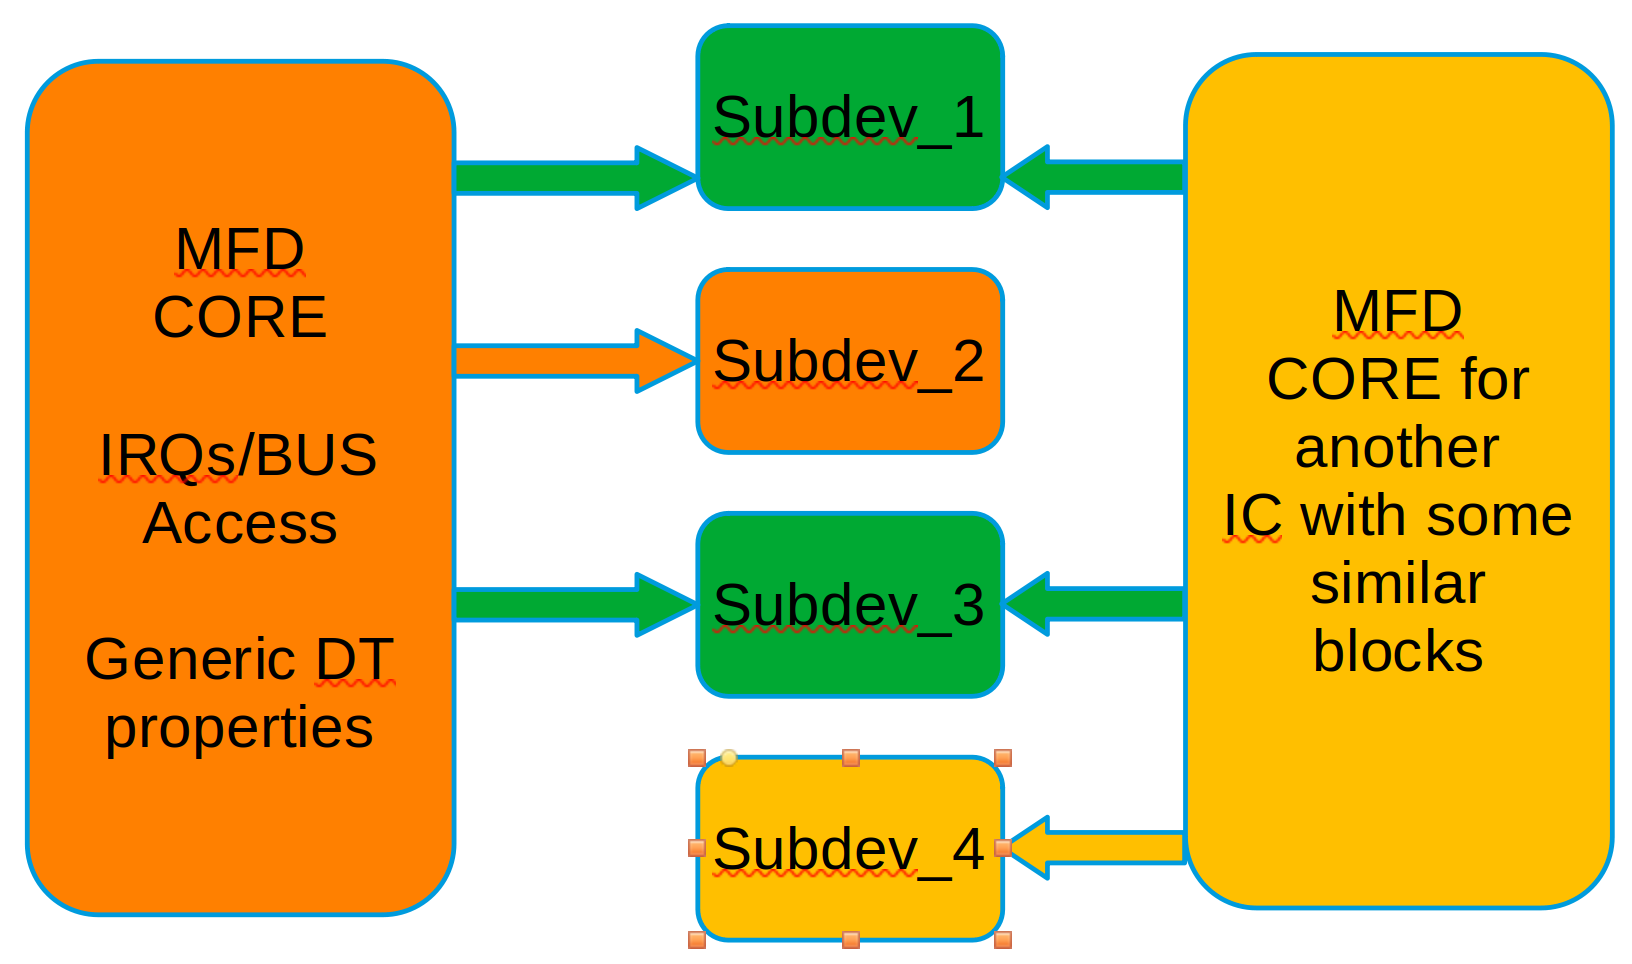 MFD
CORE
IRQs/BUS
Access
Generic DT
properties
Subdev_1
Subdev_2
Subdev_3
Subdev_4
MFD
CORE for
another
IC with some
similar
blocks